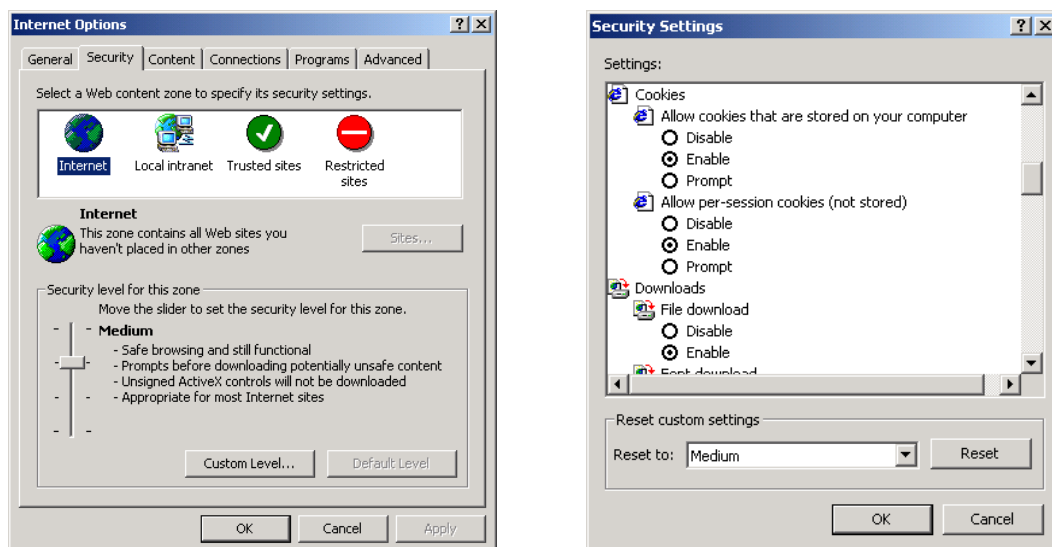 Internet Options
General Security Content Connections Programs Advanced
Select a Web content zone to specify its security settings.
Internet Local intranet Trusted sites Restricted
sites
Internet
This zone contains all Web sites you
haven't placed in other zones
Sites...
Security level for this zone
Move the slider to set the security level for this zone.
Medium
- Safe browsing and still functional
- Prompts before downloading potentially unsafe content
- Unsigned ActiveX controls will not be downloaded
- Appropriate for most Internet sites
Custom Level... Default Level
OK Cancel Apply
Security Settings
Settings:
Cookies
Allow cookies that are stored on your computer
Disable
Enable
Prompt
Allow per-session cookies (not stored)
Disable
Enable
Prompt
Downloads
File download
Disable
Enable
Font download
Reset custom settings
Reset to: Medium Reset
OK Cancel